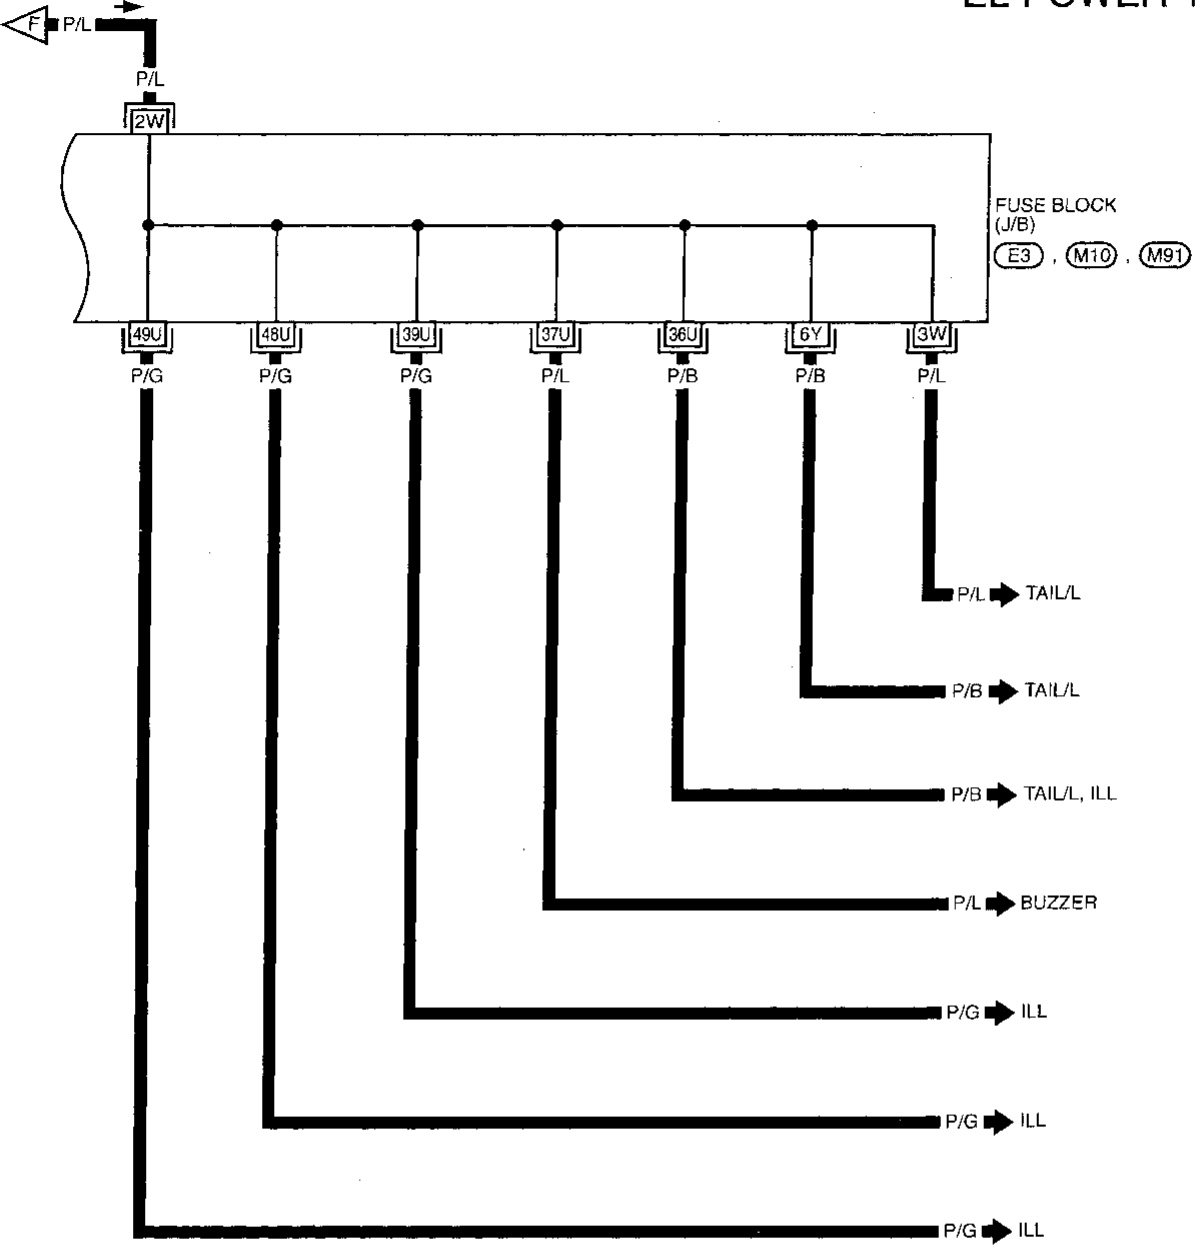 F P/L
P/L
2W
FUSE BLOCK
(J/B)
E3 , M10 , M91
49U 48U 39U 37U 36U 6Y 3W
P/G P/G P/G P/L P/B P/B P/L
P/L TAIL/L
P/B TAIL/L
P/B TAIL/L, ILL
P/L BUZZER
P/G ILL
P/G ILL
P/G ILL